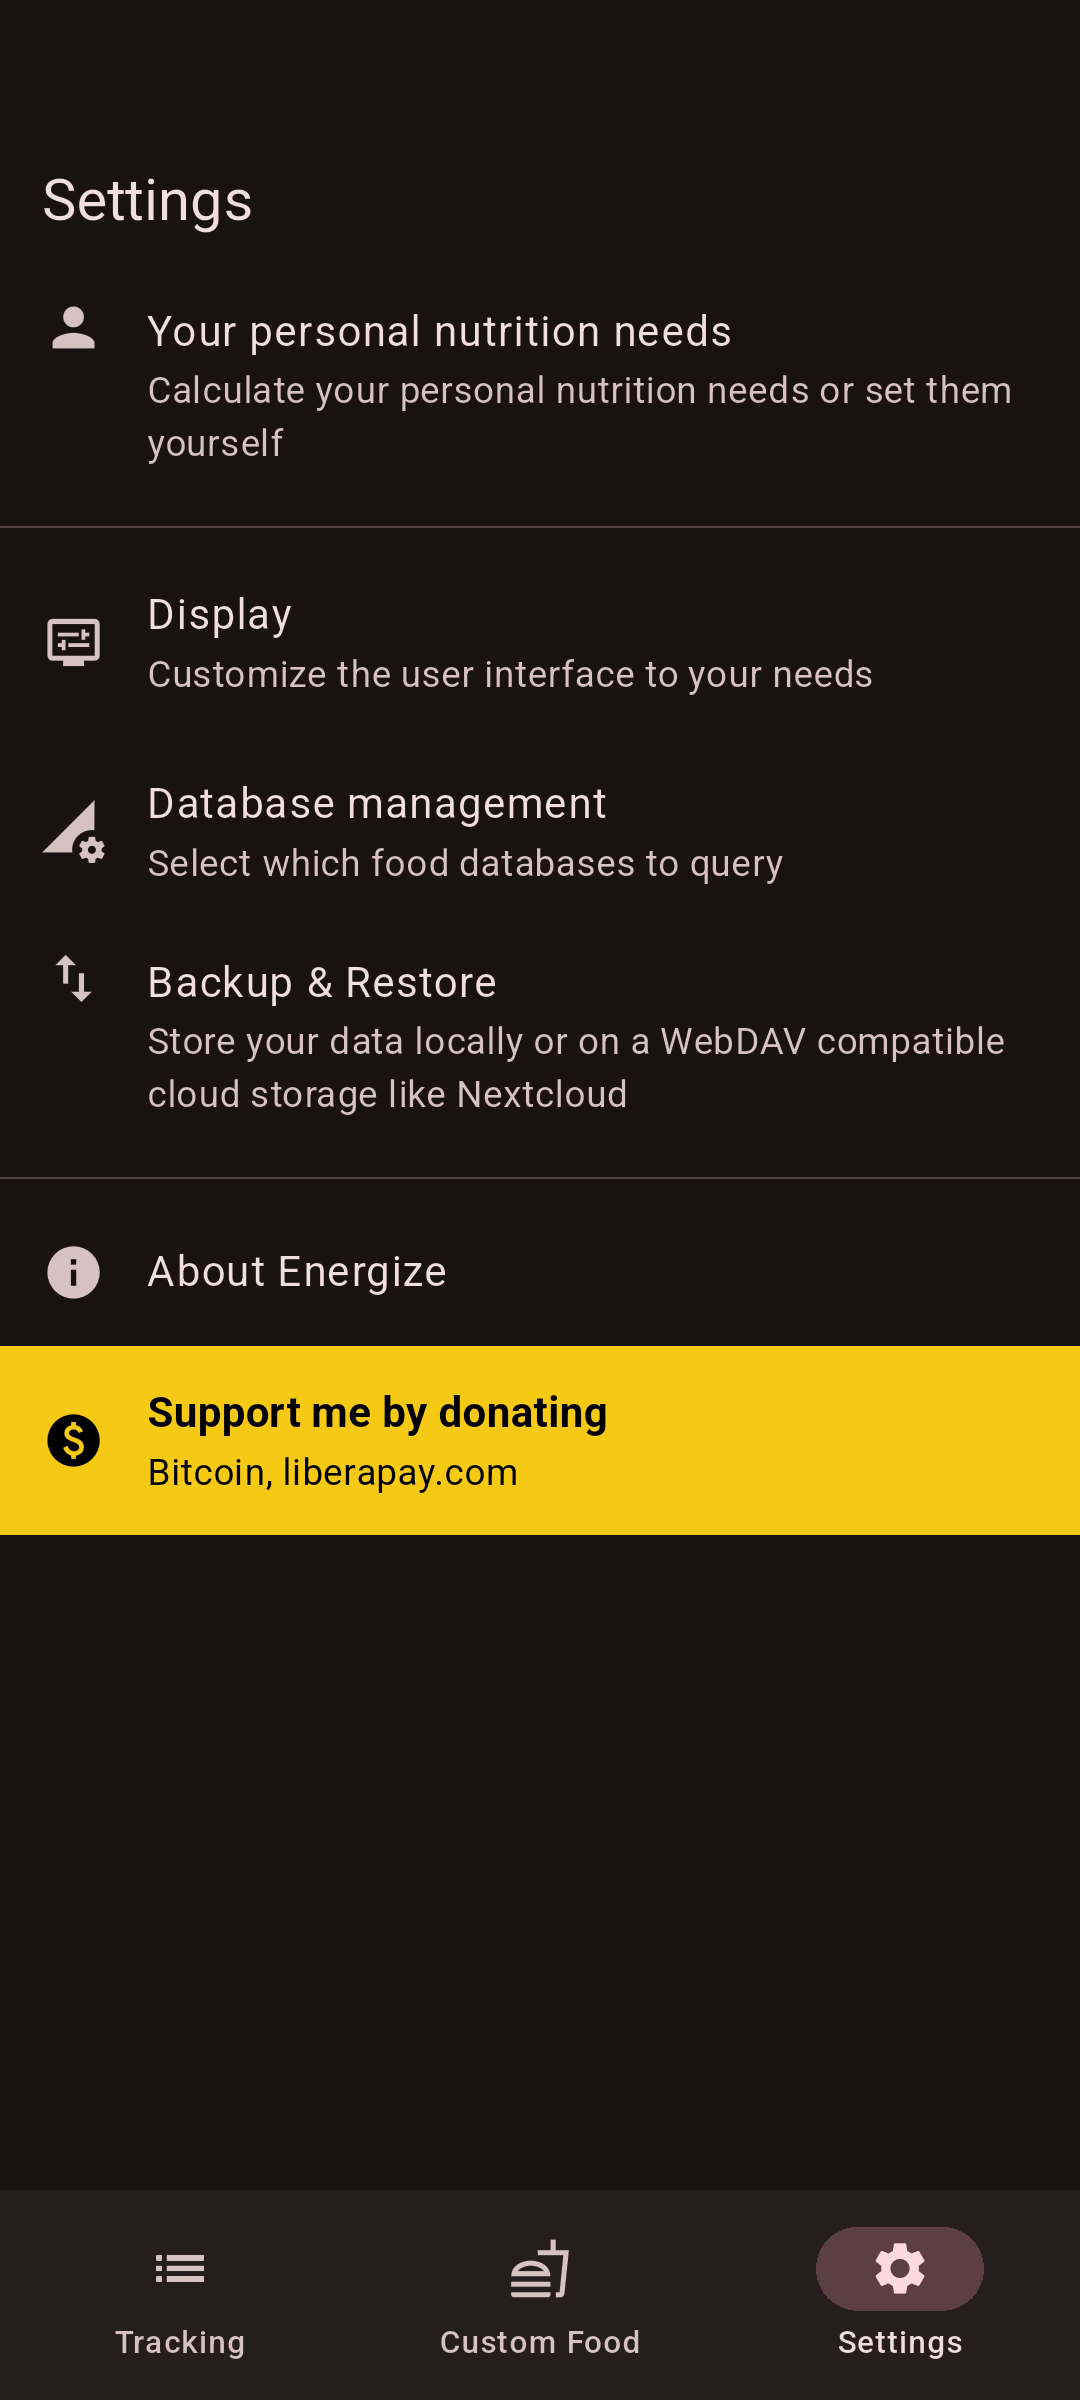 Settings
Your personal nutrition needs
Calculate your personal nutrition needs or set them
yourself
Display
Customize the user interface to your needs
Database management
Select which food databases to query
Backup & Restore
Store your data locally or on a WebDAV compatible
cloud storage like Nextcloud
About Energize
Support me by donating
Bitcoin, liberapay.com
Tracking
Custom Food
Settings